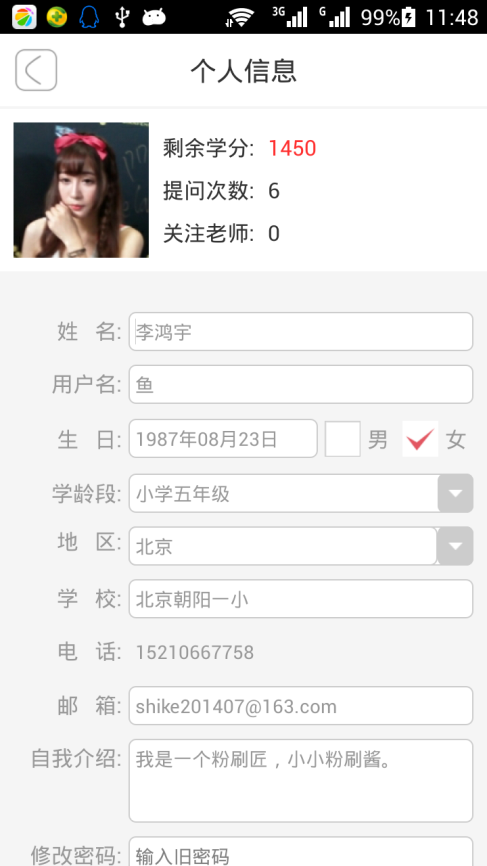 3G G 99% 11:48
个人信息
剩余学分: 1450
提问次数: 6
关注老师: 0
姓 名: 李鸿宇
用户名: 鱼
生 日: 1987年08月23日 男 女
学龄段: 小学五年级
地 区: 北京
学 校: 北京朝阳一小
电 话: 15210667758
邮 箱: shike201407@163.com
自我介绍: 我是一个粉刷匠，小小粉刷酱。
修改密码: 输入旧密码